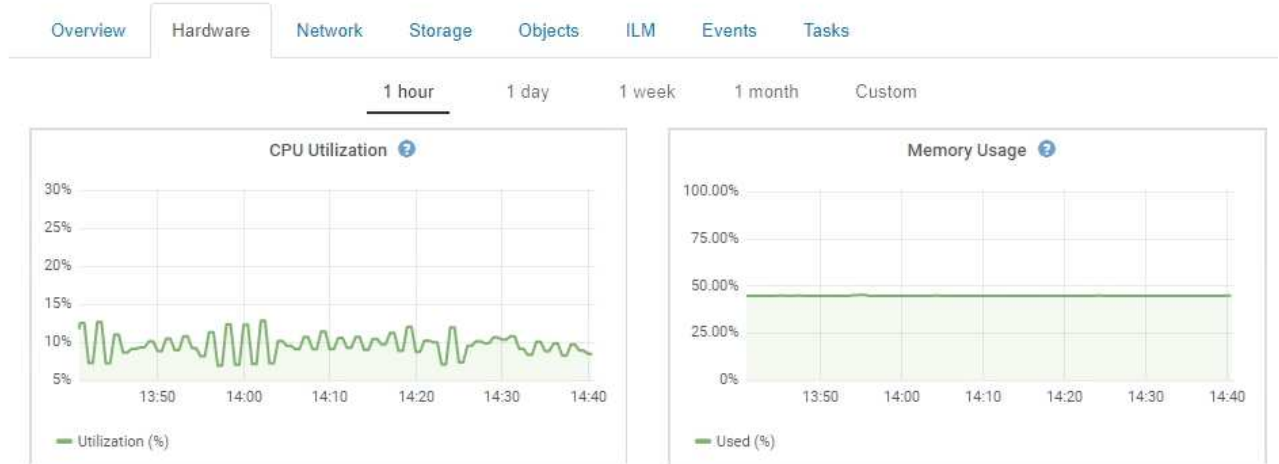 Overview Hardware Network Storage Objects ILM Events Tasks
1 hour 1 day 1 week 1 month Custom
CPU Utilization ?
30%
25%
20%
15%
10%
5%
13:50 14:00 14:10 14:20 14:30 14:40
Utilization (%)
Memory Usage ?
100.00%
75.00%
50.00%
25.00%
0%
13:50 14:00 14:10 14:20 14:30 14:40
Used (%)